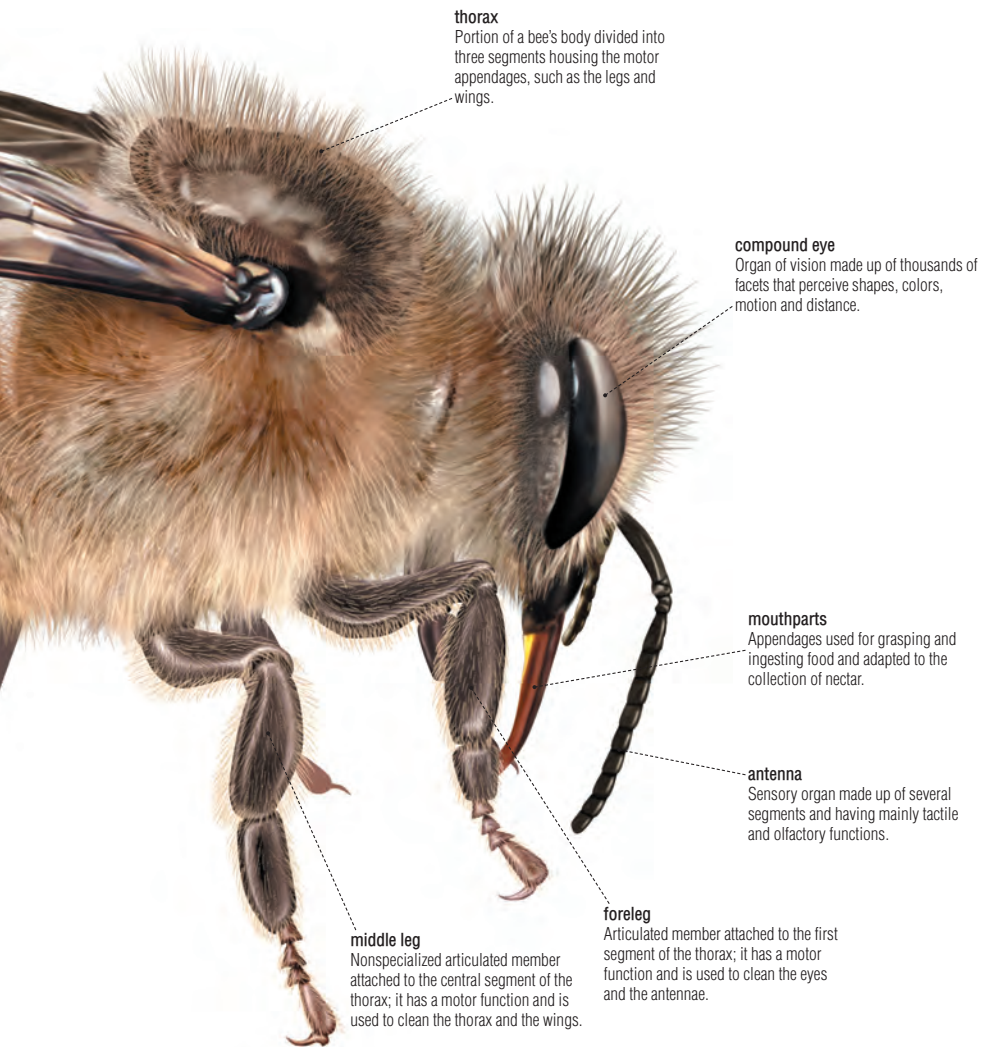 thorax
Portion of a bee's body divided into
three segments housing the motor
appendages, such as the legs and
wings.
compound eye
Organ of vision made up of thousands of
facets that perceive shapes, colors,
motion and distance.
mouthparts
Appendages used for grasping and
ingesting food and adapted to the
collection of nectar.
antenna
Sensory organ made up of several
segments and having mainly tactile
and olfactory functions.
foreleg
Articulated member attached to the first
segment of the thorax; it has a motor
function and is used to clean the eyes
and the antennae.
middle leg
Nonspecialized articulated member
attached to the central segment of the
thorax; it has a motor function and is
used to clean the thorax and the wings.